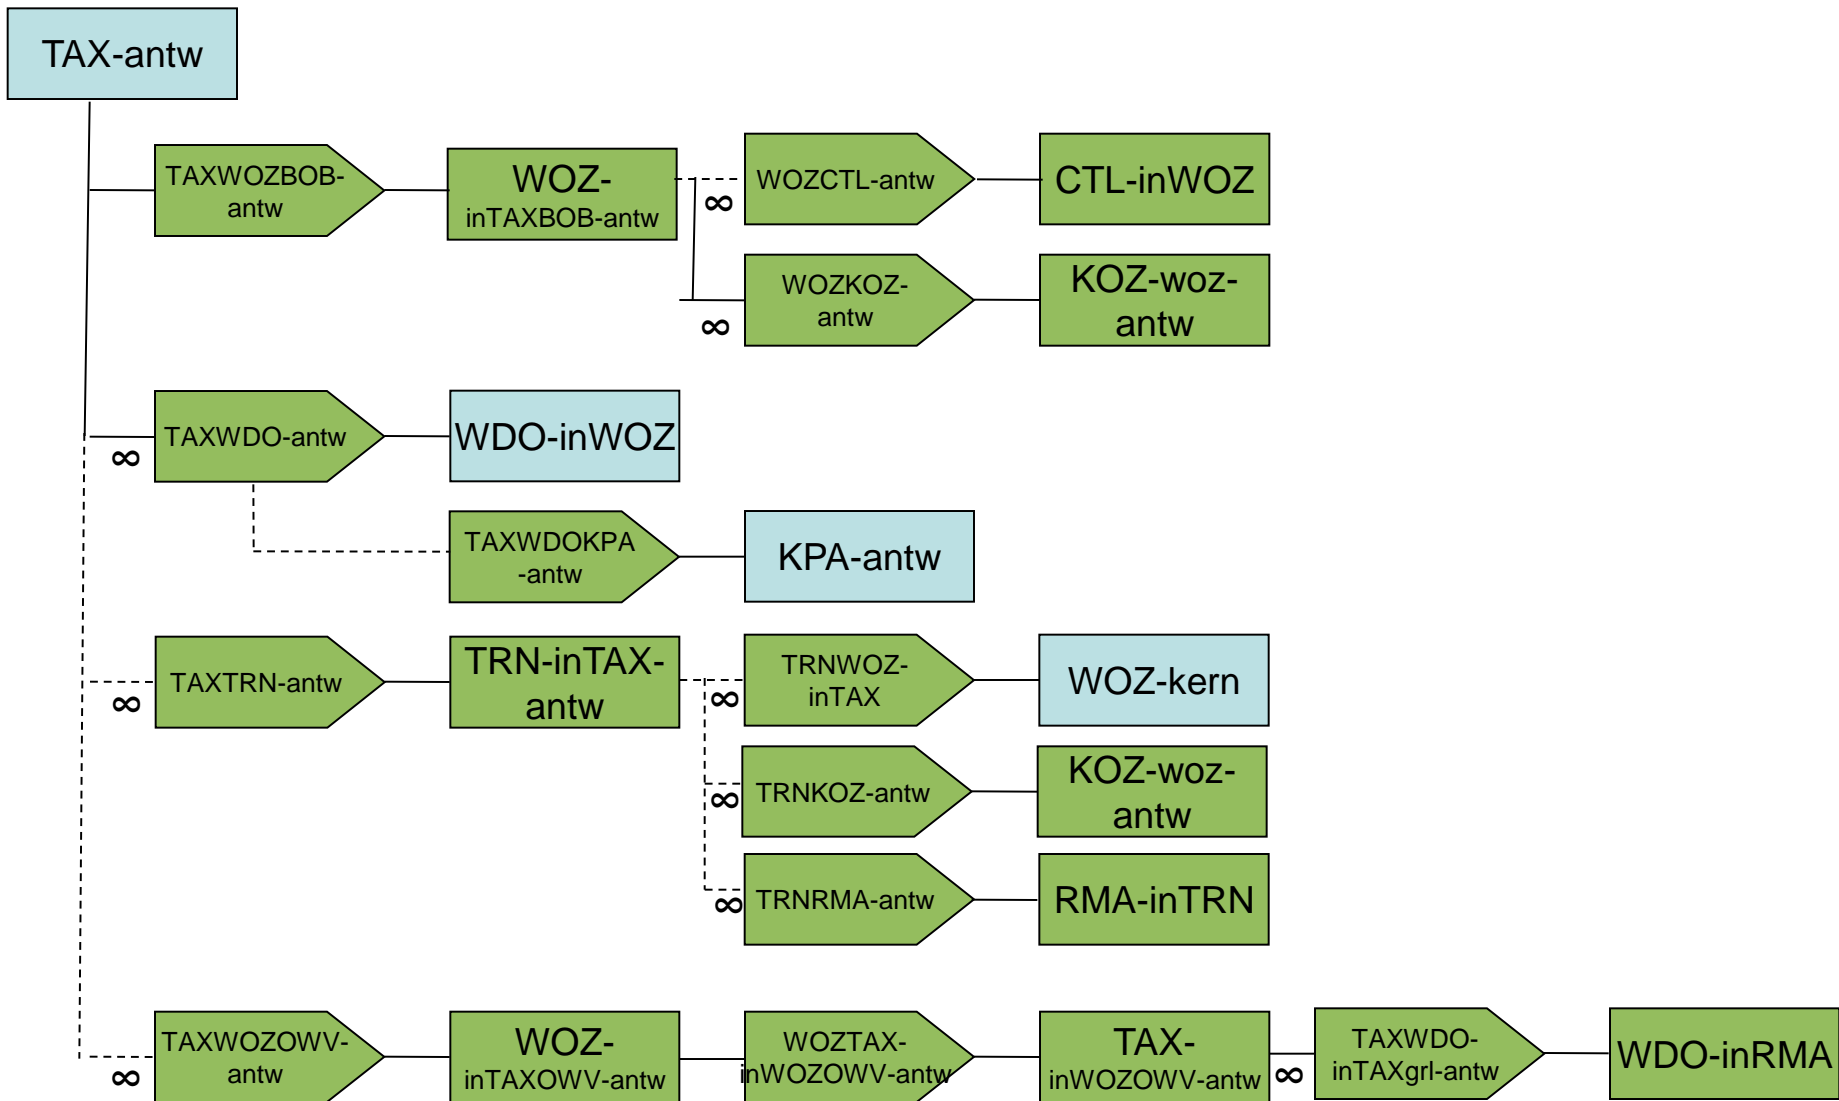 TAX-antw
TAXWOZBOB-
antw
WOZ-
inTAXBOB-antw
∞
WOZCTL-antw
CTL-inWOZ
∞
WOZKOZ-
antw
KOZ-woz-
antw
∞
TAXWDO-antw
WDO-inWOZ
TAXWDOKPA
-antw
KPA-antw
∞
TAXTRN-antw
TRN-inTAX-
antw
∞
TRNWOZ-
inTAX
WOZ-kern
∞
TRNKOZ-antw
KOZ-woz-
antw
∞
TRNRMA-antw
RMA-inTRN
∞
TAXWOZOWV-
antw
WOZ-
inTAXOWV-antw
WOZTAX-
inWOZOWV-antw
TAX-
inWOZOWV-antw
∞
TAXWDO-
inTAXgrl-antw
WDO-inRMA